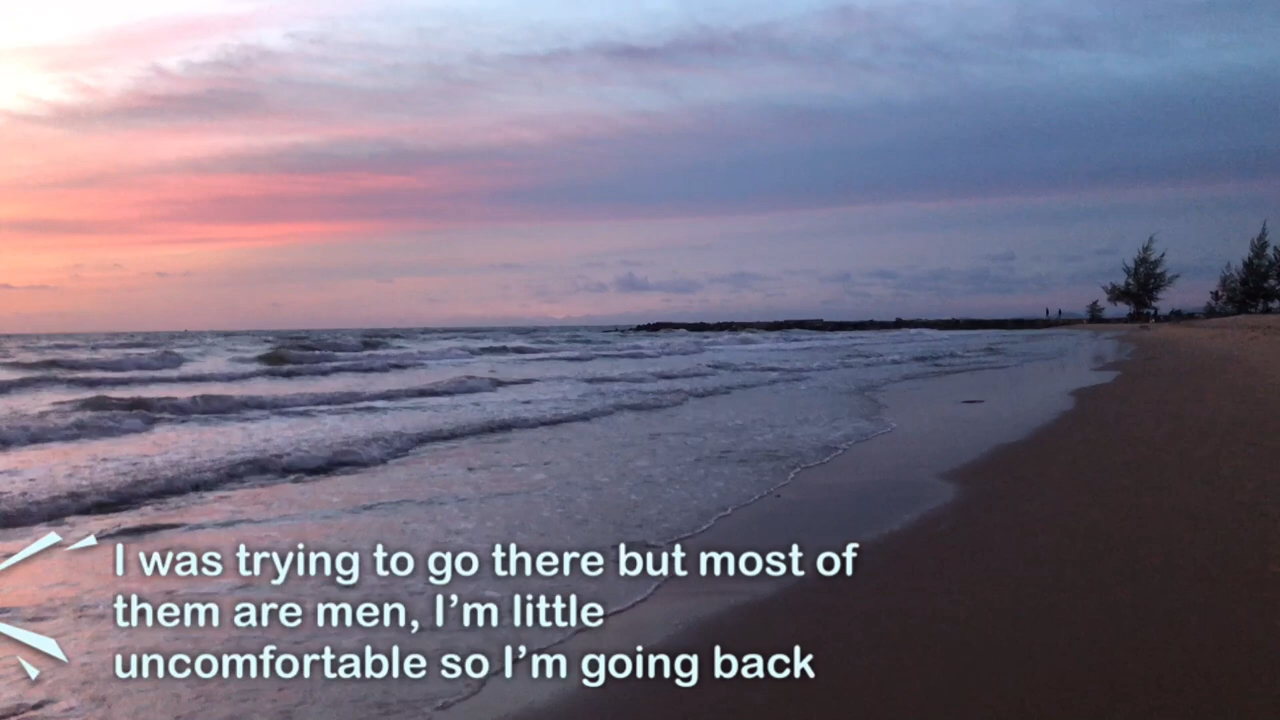 I was trying to go there but most of
them are men, I'm little
uncomfortable so I'm going back